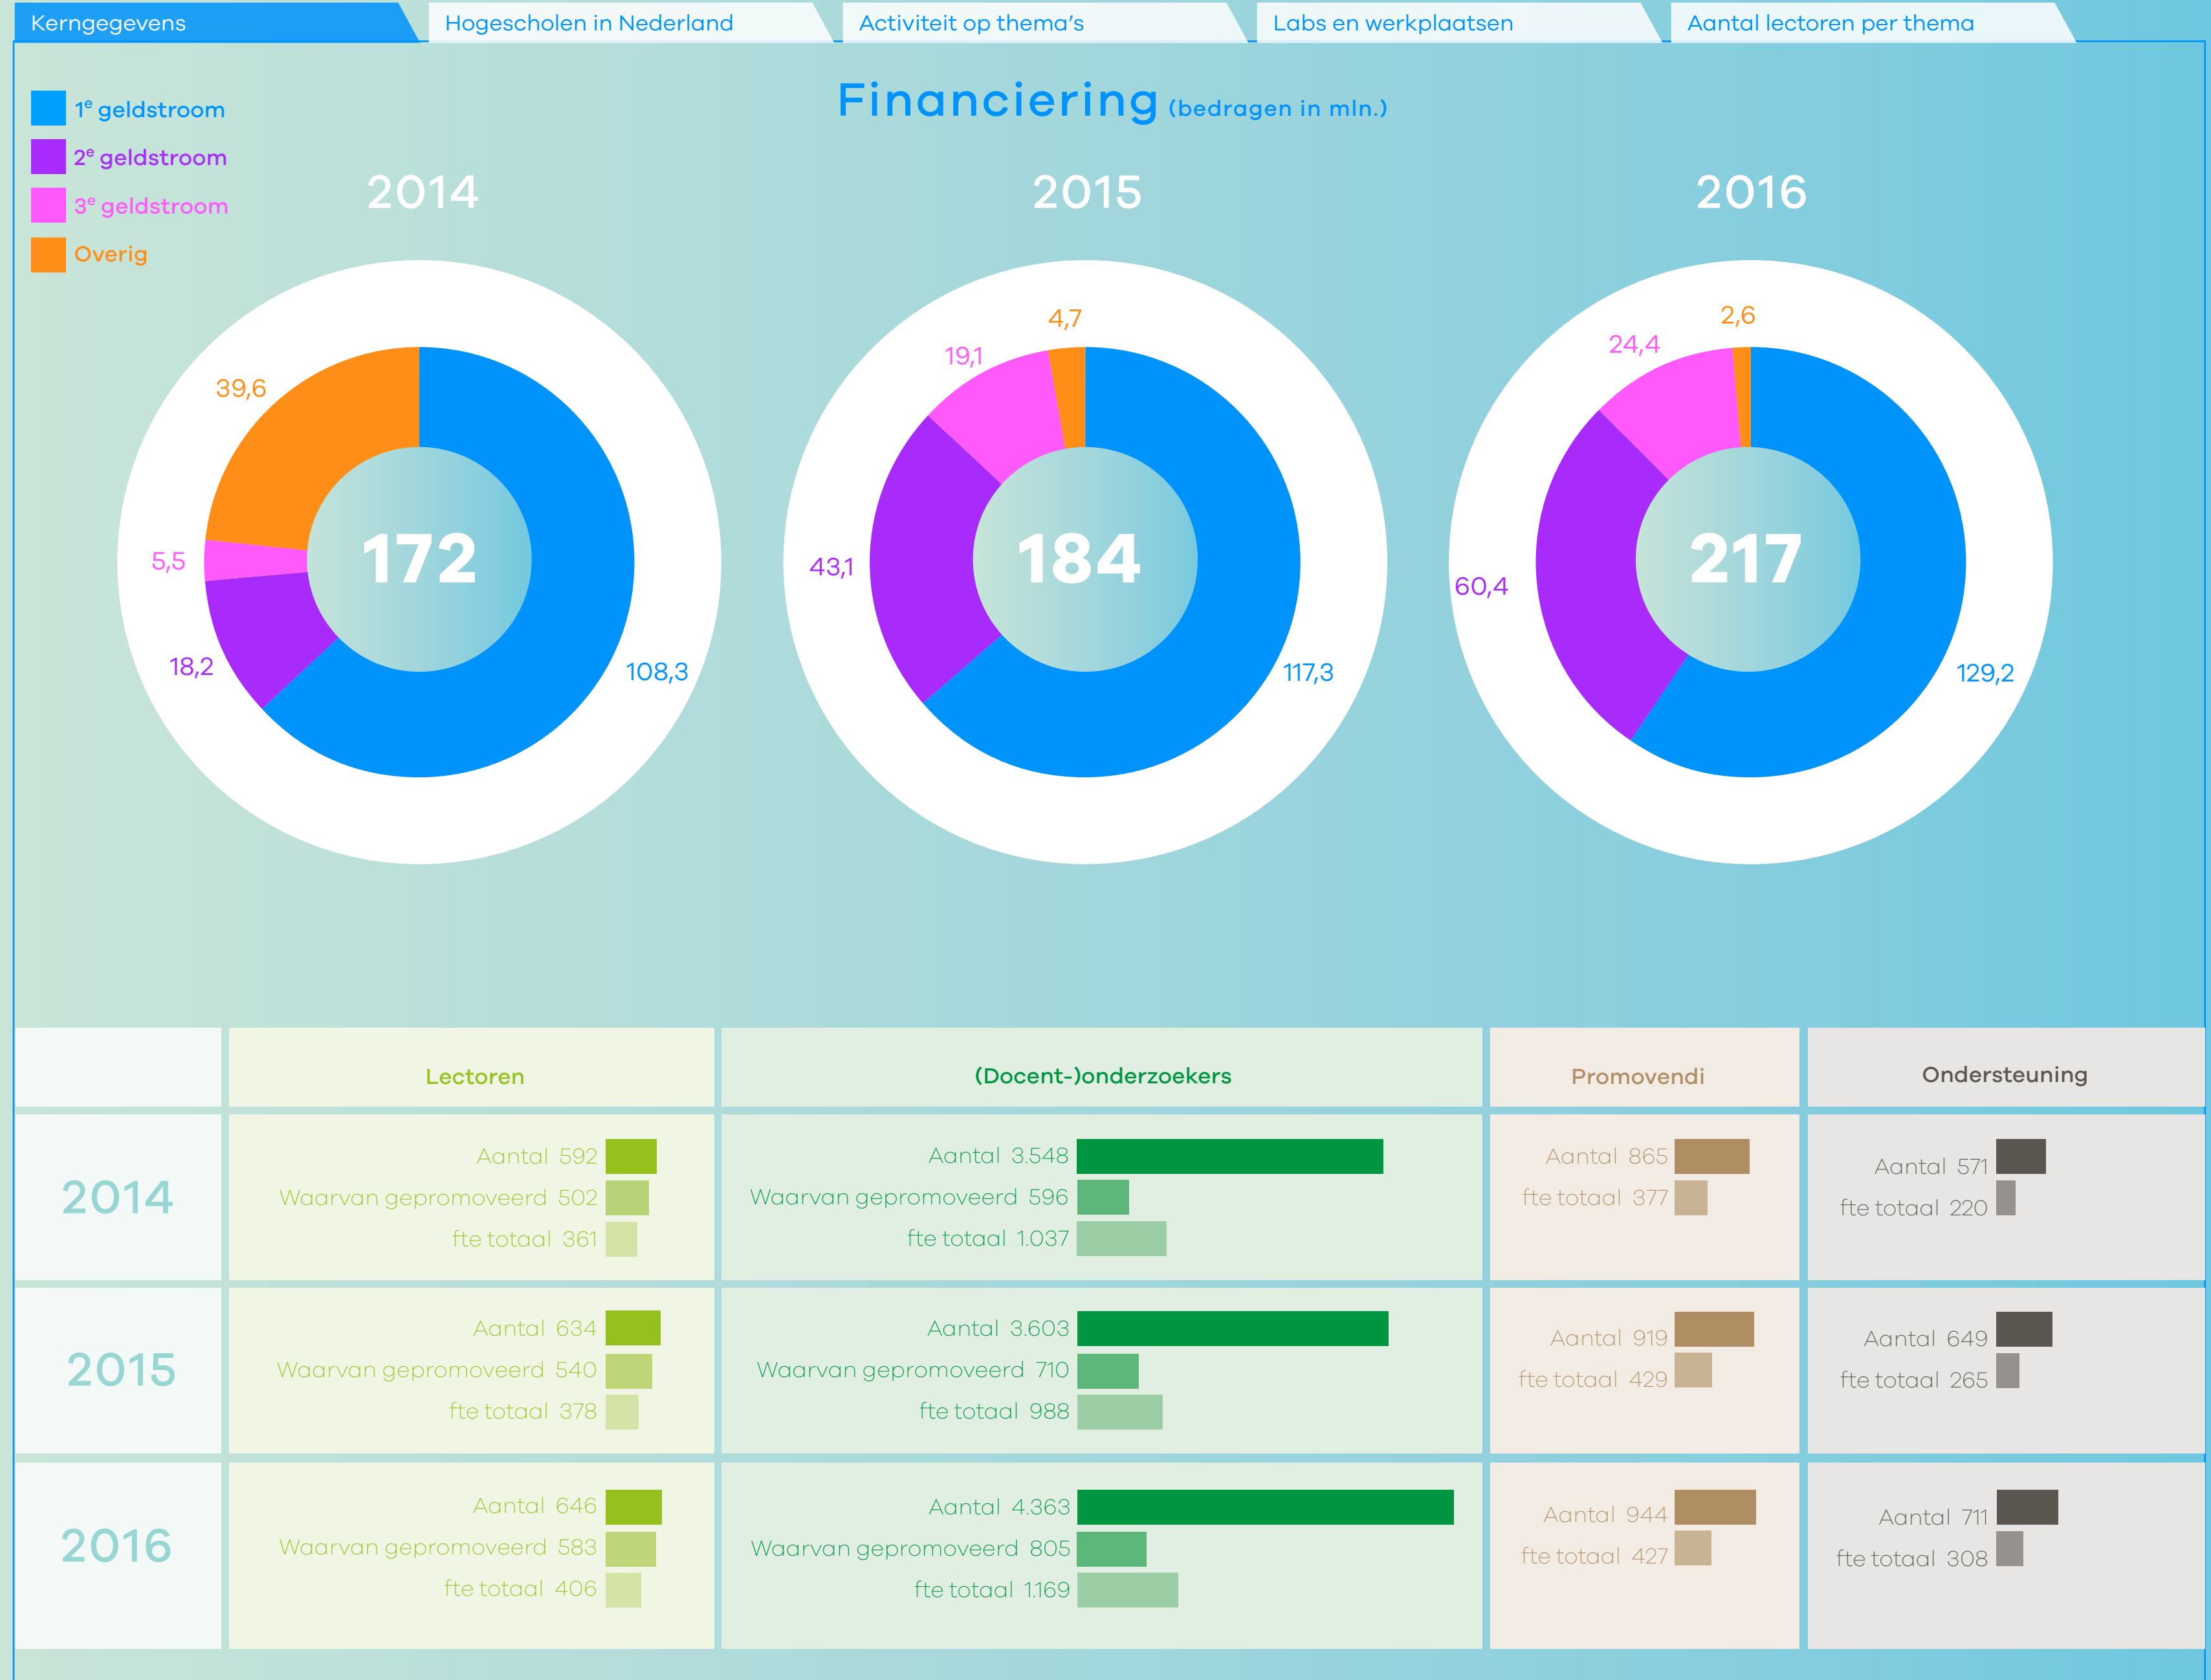 Kerngegevens
Hogescholen in Nederland
Activiteit op thema's
Labs en werkplaatsen
Aantal lectoren per thema
Financiering (bedragen in mln.)
1e geldstroom
2e geldstroom
3e geldstroom
Overig
2014
39,6
5,5
18,2
108,3
172
2015
4,7
19,1
43,1
117,3
184
2016
2,6
24,4
60,4
129,2
217
Lectoren
(Docent-)onderzoekers
Promovendi
Ondersteuning
2014
Aantal 592
Waarvan gepromoveerd 502
fte totaal 361
Aantal 3.548
Waarvan gepromoveerd 596
fte totaal 1.037
Aantal 865
fte totaal 377
Aantal 571
fte totaal 220
2015
Aantal 634
Waarvan gepromoveerd 540
fte totaal 378
Aantal 3.603
Waarvan gepromoveerd 710
fte totaal 988
Aantal 919
fte totaal 429
Aantal 649
fte totaal 265
2016
Aantal 646
Waarvan gepromoveerd 583
fte totaal 406
Aantal 4.363
Waarvan gepromoveerd 805
fte totaal 1.169
Aantal 944
fte totaal 427
Aantal 711
fte totaal 308